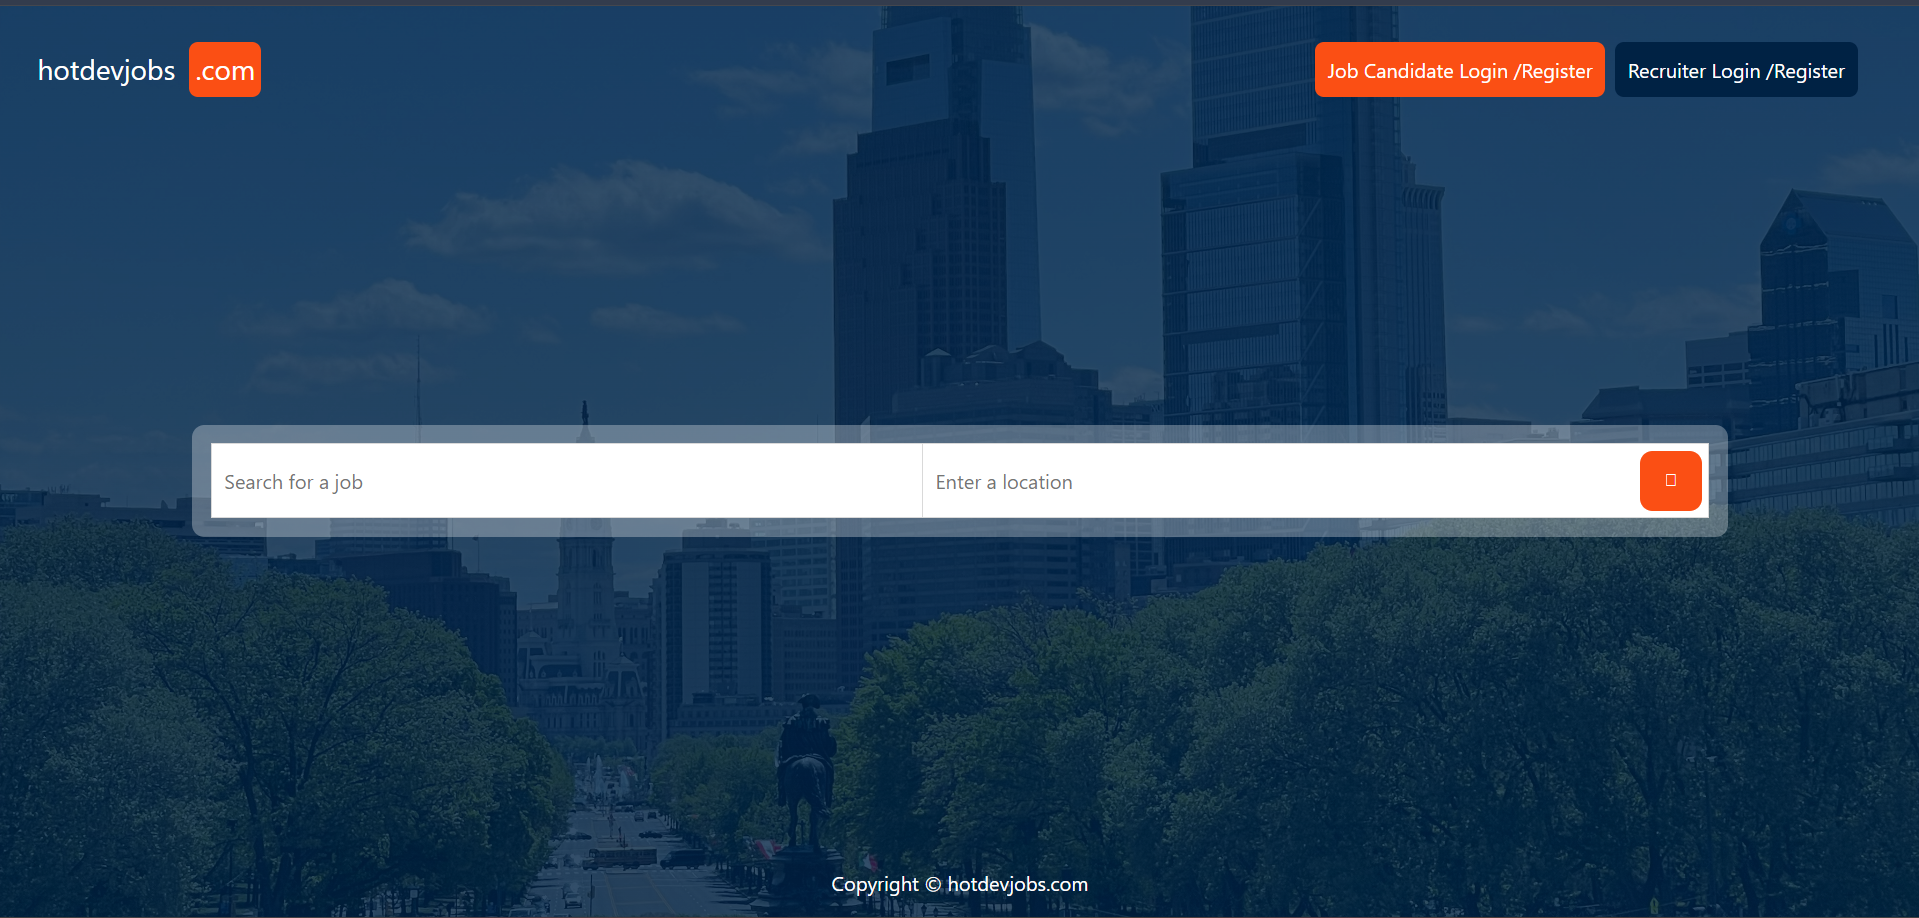 hotdevjobs .com
Job Candidate Login /Register
Recruiter Login /Register
Search for a job
Enter a location
Copyright © hotdevjobs.com